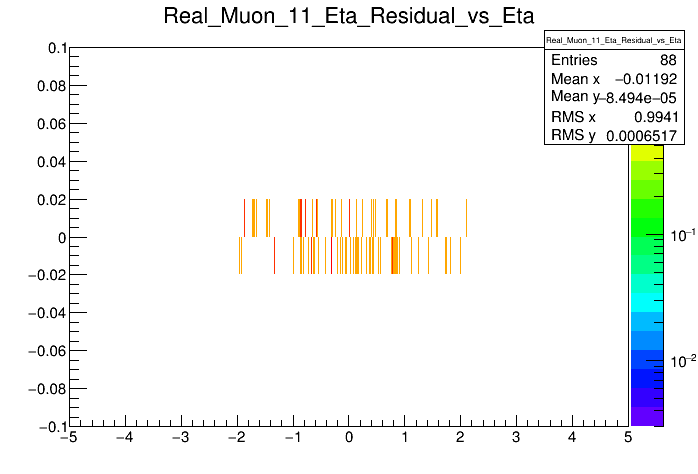 Real_Muon_11_Eta_Residual_vs_Eta
Real_Muon_11_Eta_Residual_vs_Eta
Entries 88
Mean x −0.01192
Mean y −8.494e−05
RMS x 0.9941
RMS y 0.0006517
0.1
0.08
0.06
0.04
0.02
0
−0.02
−0.04
−0.06
−0.08
−0.1
−5 −4 −3 −2 −1 0 1 2 3 4 5
10⁻¹
10⁻²